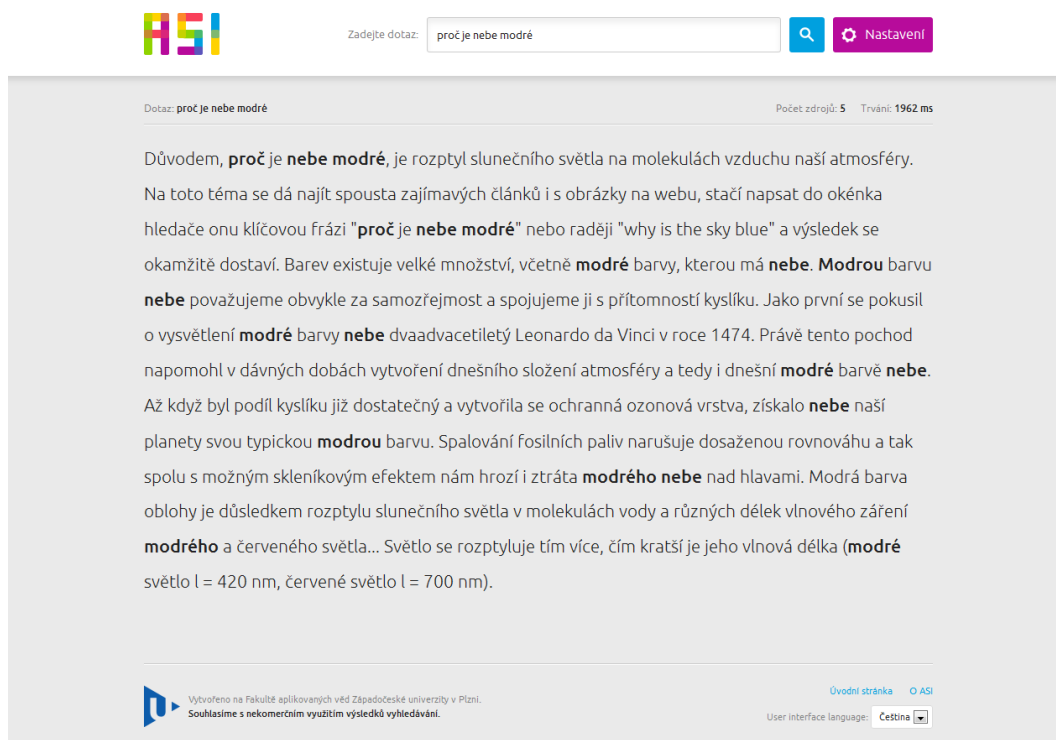 ASI
Zadejte dotaz: proč je nebe modré Nastavení
Dotaz: proč je nebe modré Počet zdrojů: 5 Trvání: 1962 ms
Důvodem, proč je nebe modré, je rozptyl slunečního světla na molekulách vzduchu naší atmosféry.
Na toto téma se dá najít spousta zajímavých článků i s obrázky na webu, stačí napsat do okénka
hledače onu klíčovou frázi "proč je nebe modré" nebo raději "why is the sky blue" a výsledek se
okamžitě dostaví. Barev existuje velké množství, včetně modré barvy, kterou má nebe. Modrou barvu
nebe považujeme obvykle za samozřejmost a spojujeme ji s přítomností kyslíku. Jako první se pokusil
o vysvětlení modré barvy nebe dvaadvacetiletý Leonardo da Vinci v roce 1474. Právě tento pochod
napomohl v dávných dobách vytvoření dnešního složení atmosféry a tedy i dnešní modré barvě nebe.
Až když byl podíl kyslíku již dostatečný a vytvořila se ochranná ozonová vrstva, získalo nebe naší
planety svou typickou modrou barvu. Spalování fosilních paliv narušuje dosaženou rovnováhu a tak
spolu s možným skleníkovým efektem nám hrozí i ztráta modrého nebe nad hlavami. Modrá barva
oblohy je důsledkem rozptylu slunečního světla v molekulách vody a různých délek vlnového záření
modrého a červeného světla... Světlo se rozptyluje tím více, čím kratší je jeho vlnová délka (modré
světlo l = 420 nm, červené světlo l = 700 nm).
Vytvořeno na Fakultě aplikovaných věd Západočeské univerzity v Plzni.
Souhlasíme s nekomerčním využitím výsledků vyhledávání.
Úvodní stránka O ASI
User interface language: Čeština